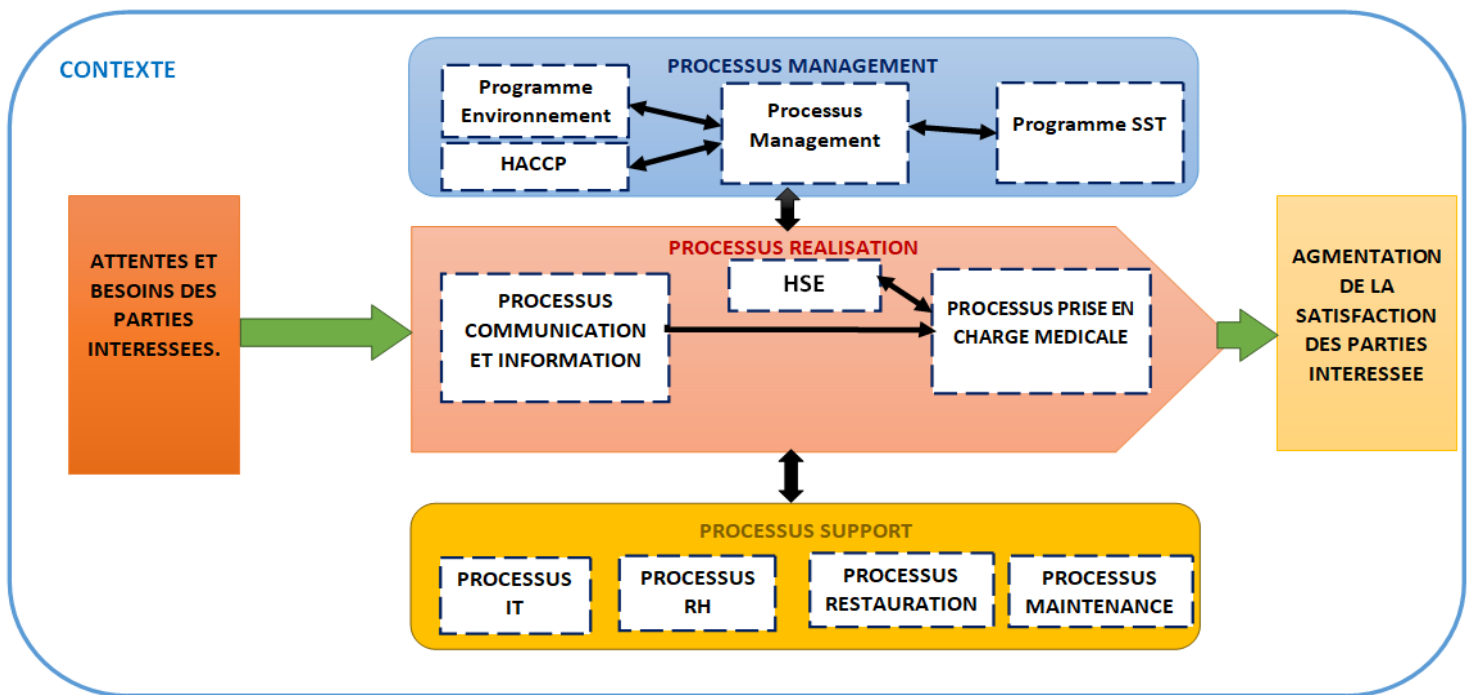 CONTEXTE
PROCESSUS MANAGEMENT
Programme
Environnement
HACCP
Processus
Management
Programme SST
ATTENTES ET
BESOINS DES
PARTIES
INTERESSEES.
PROCESSUS REALISATION
PROCESSUS
COMMUNICATION
ET INFORMATION
HSE
PROCESSUS PRISE EN
CHARGE MEDICALE
AGMENTATION
DE LA
SATISFACTION
DES PARTIES
INTERESSEE
PROCESSUS SUPPORT
PROCESSUS
IT
PROCESSUS
RH
PROCESSUS
RESTAURATION
PROCESSUS
MAINTENANCE